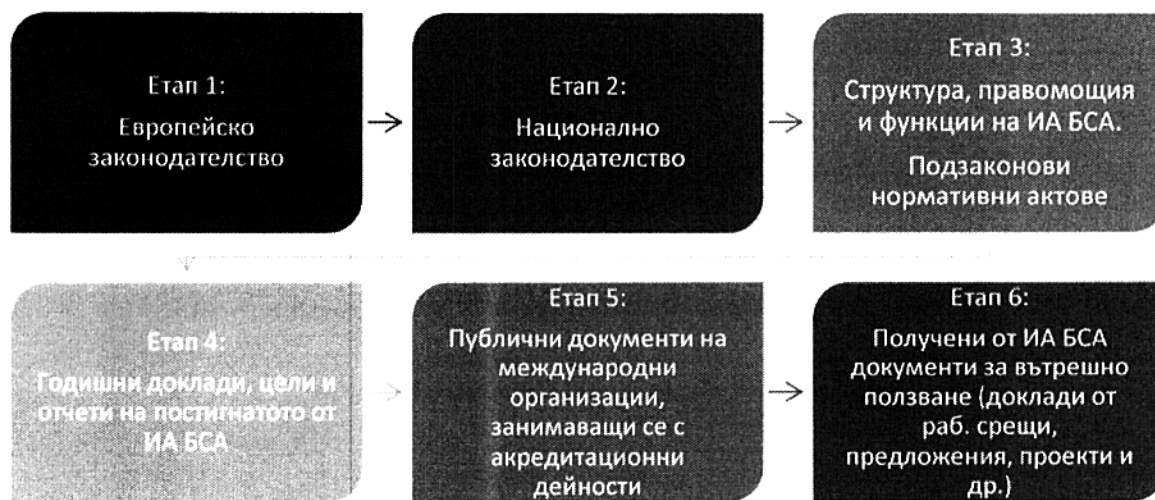 Етап 1:
Европейско
законодателство
Етап 2:
Национално
законодателство
Етап 3:
Структура, правомощия
и функции на ИА БСА.
Подзаконови
нормативни актове
Етап 4:
Годишни доклади, цели и
отчети на постигнатото от
ИА БСА
Етап 5:
Публични документи на
международни
организации,
занимаващи се с
акредитационни
дейности
Етап 6:
Получени от ИА БСА
документи за вътрешно
ползване (доклади от
раб. срещи,
предложения, проекти и
др.)